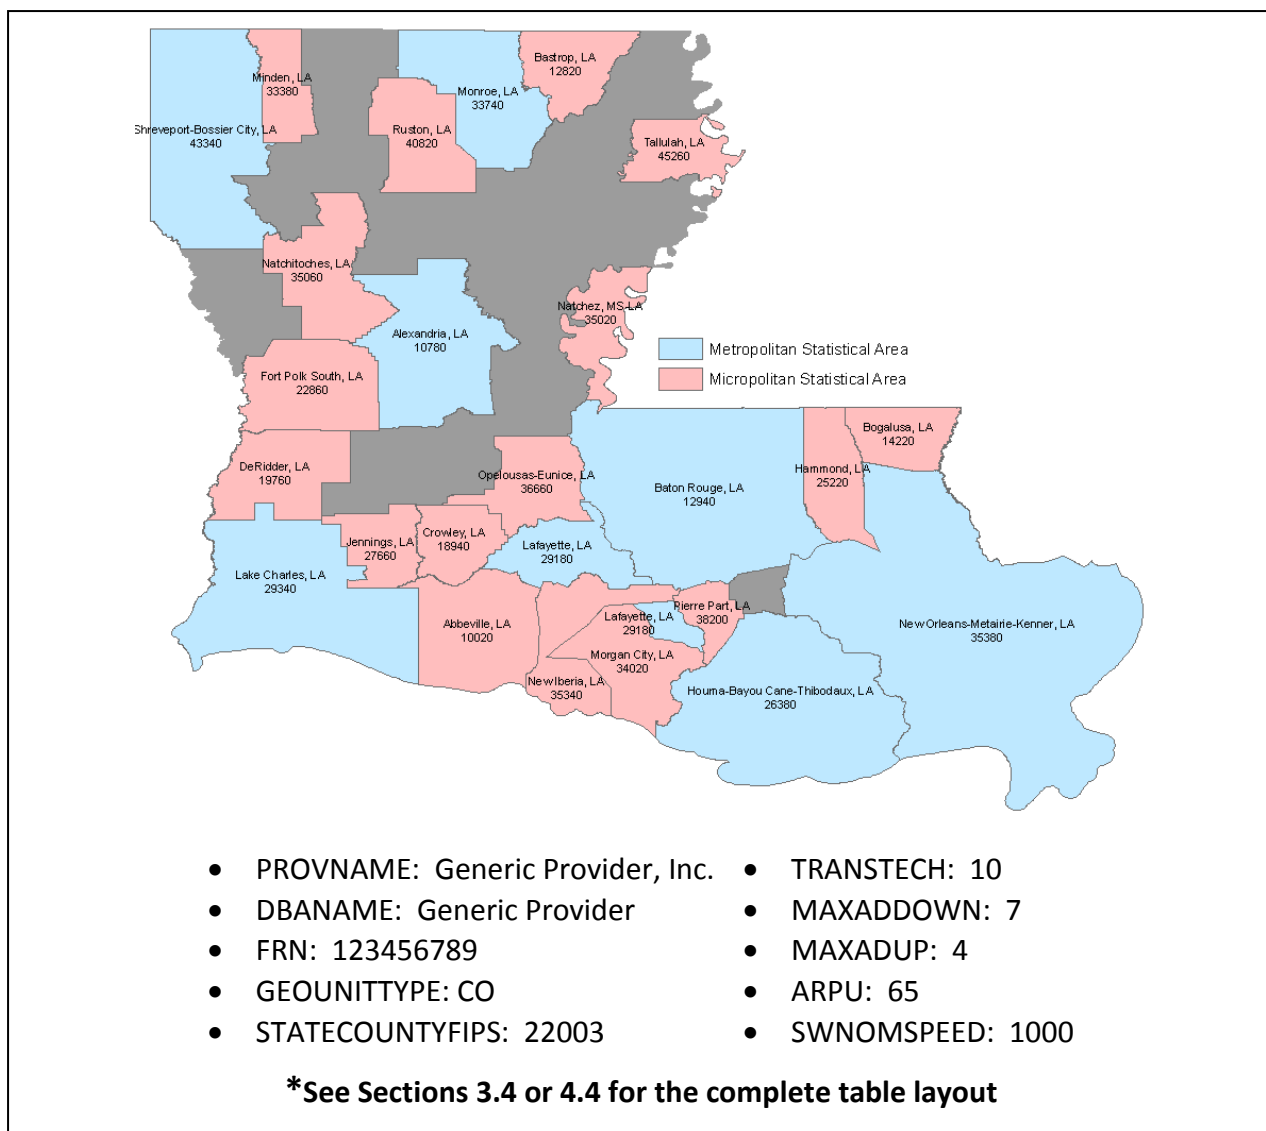 Minden, LA
33380
Bastrop, LA
12820
Monroe, LA
33740
Shreveport-Bossier City, LA
43340
Ruston, LA
40820
Tallulah, LA
45260
Natchitoches, LA
35060
Natchez, MS-LA
35020
Alexandria, LA
10780
Metropolitan Statistical Area
Micropolitan Statistical Area
Fort Polk South, LA
22860
Bogalusa, LA
14220
DeRidder, LA
19760
Opelousas-Eunice, LA
36660
Baton Rouge, LA
12940
Hammond, LA
25220
Jennings, LA
27660
Crowley, LA
18940
Lafayette, LA
29180
Lake Charles, LA
29340
Abbeville, LA
10020
Lafayette, LA
29180
Pierre Part, LA
38200
New Orleans-Metairie-Kenner, LA
35380
Morgan City, LA
34020
New Iberia, LA
35340
Houma-Bayou Cane-Thibodaux, LA
26380
• PROVNAME: Generic Provider, Inc.
• DBANAME: Generic Provider
• FRN: 123456789
• GEOUNITTYPE: CO
• STATECOUNTYFIPS: 22003
• TRANSTECH: 10
• MAXADDOWN: 7
• MAXADUP: 4
• ARPU: 65
• SWNOMSPEED: 1000
*See Sections 3.4 or 4.4 for the complete table layout